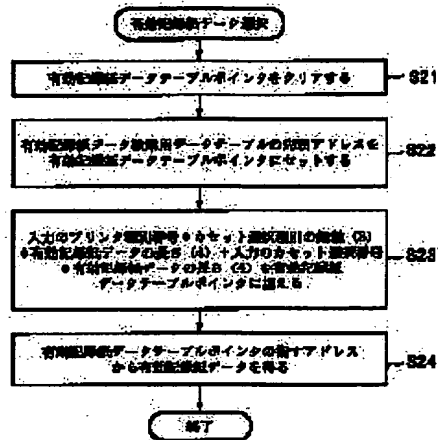 有効記録紙データ選択
有効記録紙データテーブルポインタをクリアする
S21
有効記録紙データ検索用データテーブルの先頭アドレスを
有効記録紙データテーブルポインタにセットする
S22
入力のプリンタ識別番号*カセット識別の種類 (3)
*有効記録紙データの長さ (4) +入力のカセット識別番号
*有効記録紙データの長さ (4) を有効記録紙
データテーブルポインタに加える
S23
有効記録紙データテーブルポインタの指すアドレス
から有効記録紙データを得る
S24
終了